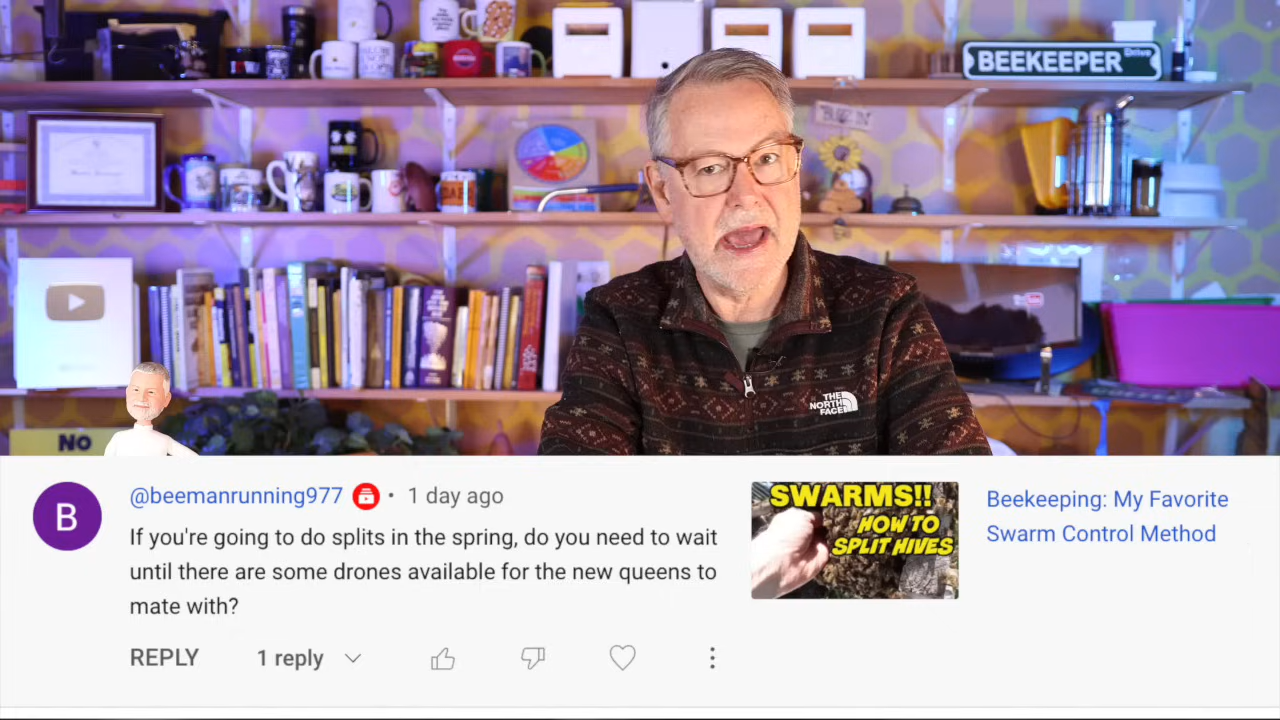 BEEKEEPER Drive
THE
NORTH
FACE
NO
B
@beemanrunning977 • 1 day ago
If you're going to do splits in the spring, do you need to wait
until there are some drones available for the new queens to
mate with?
REPLY
1 reply
SWARMS!!
HOW TO
SPLIT HIVES
Beekeeping: My Favorite
Swarm Control Method